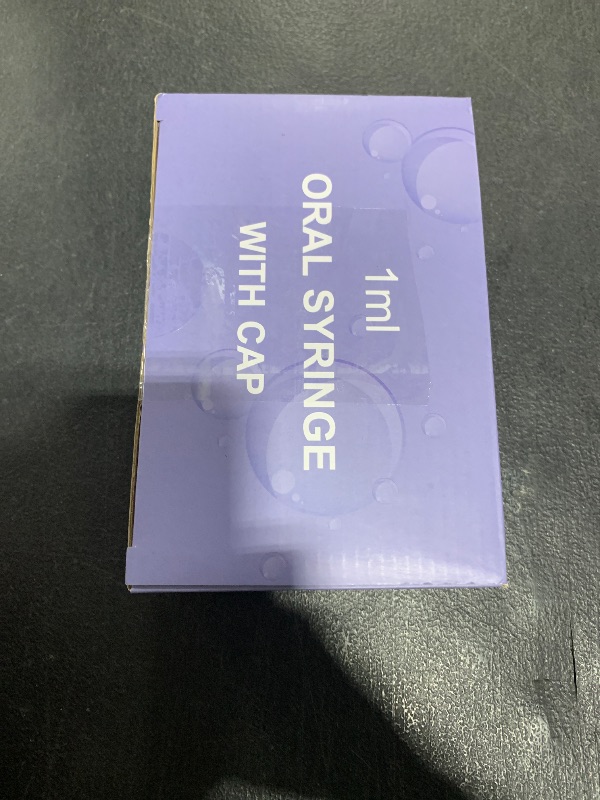 1ml
ORAL SYRINGE
WITH CAP